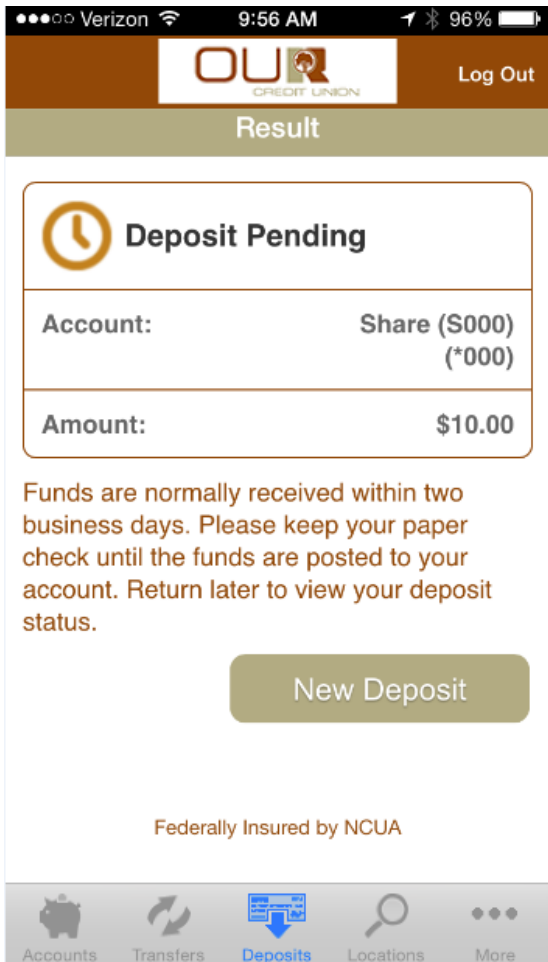 Verizon 9:56 AM 96%
OUR
CREDIT UNION
Log Out
Result
Deposit Pending
Account: Share (S000)
(*000)
Amount: $10.00
Funds are normally received within two
business days. Please keep your paper
check until the funds are posted to your
account. Return later to view your deposit
status.
New Deposit
Federally Insured by NCUA
Accounts Transfers Deposits Locations More